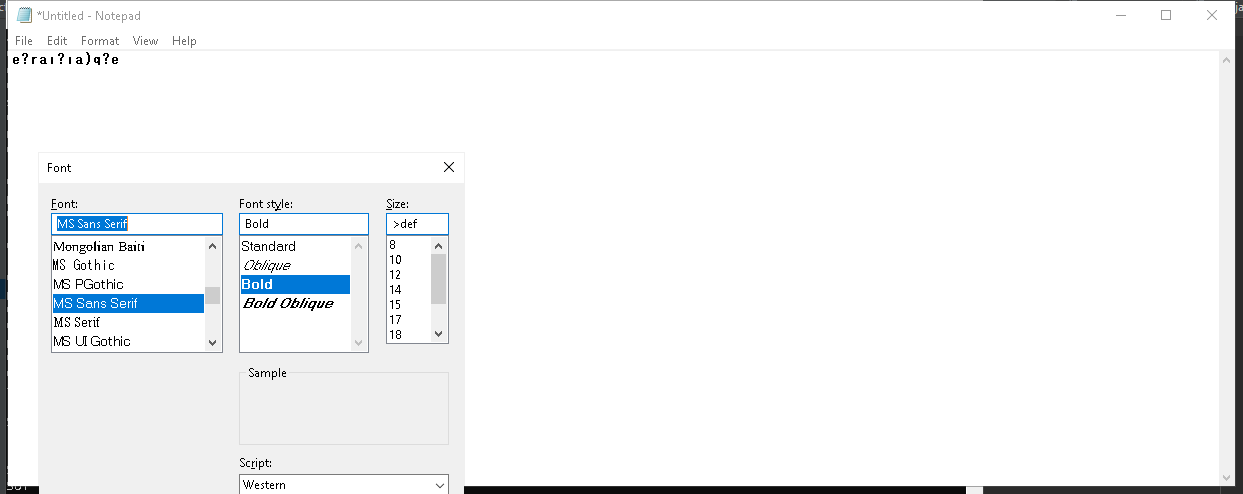 *Untitled - Notepad
File Edit Format View Help
e?raı?ıa)q?e
Font
Font: Font style: Size:
MS Sans Serif Bold >def
Mongolian Baiti
MS Gothic
MS PGothic
MS Sans Serif
MS Serif
MS UI Gothic
Standard
Oblique
Bold
Bold Oblique
8
10
12
14
15
17
18
Sample
Script:
Western